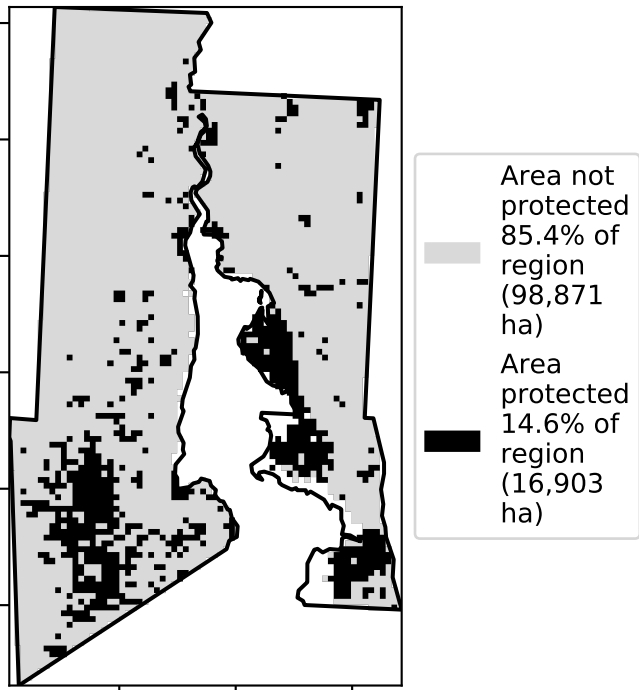 Area not
protected
85.4% of
region
(98,871
ha)
Area
protected
14.6% of
region
(16,903
ha)